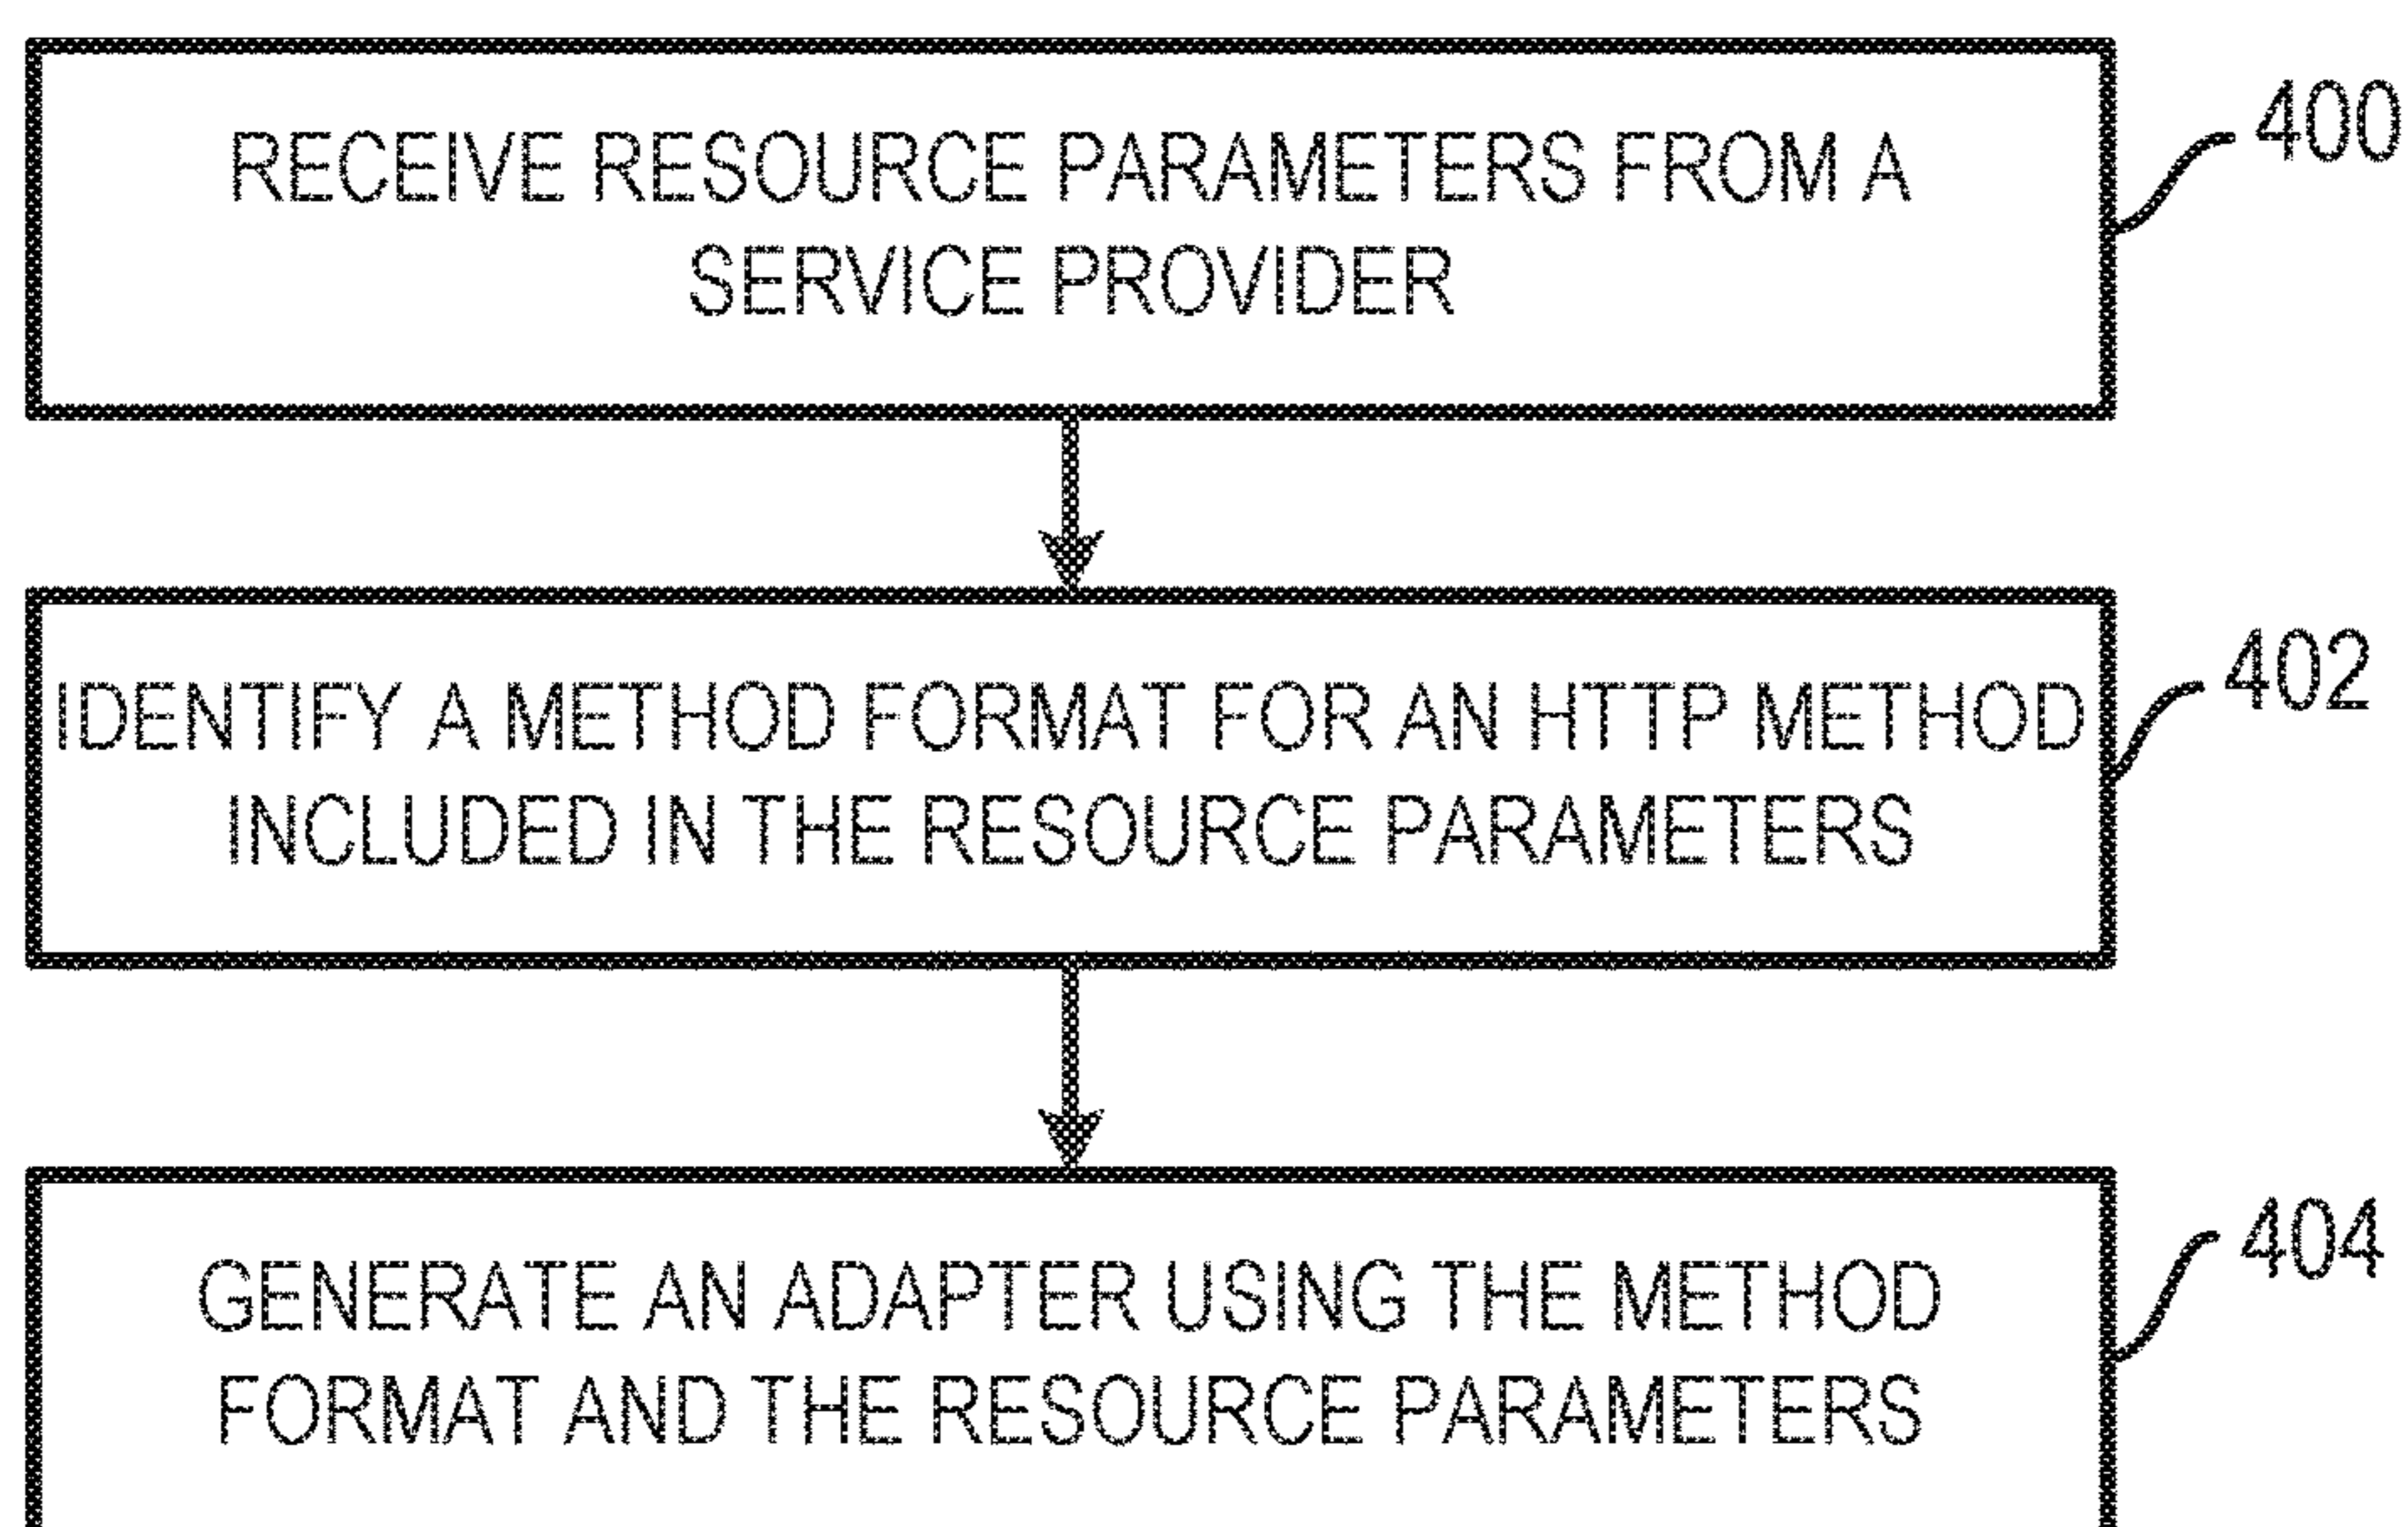 RECEIVE RESOURCE PARAMETERS FROM A
SERVICE PROVIDER
400
IDENTIFY A METHOD FORMAT FOR AN HTTP METHOD
INCLUDED IN THE RESOURCE PARAMETERS
402
GENERATE AN ADAPTER USING THE METHOD
FORMAT AND THE RESOURCE PARAMETERS
404